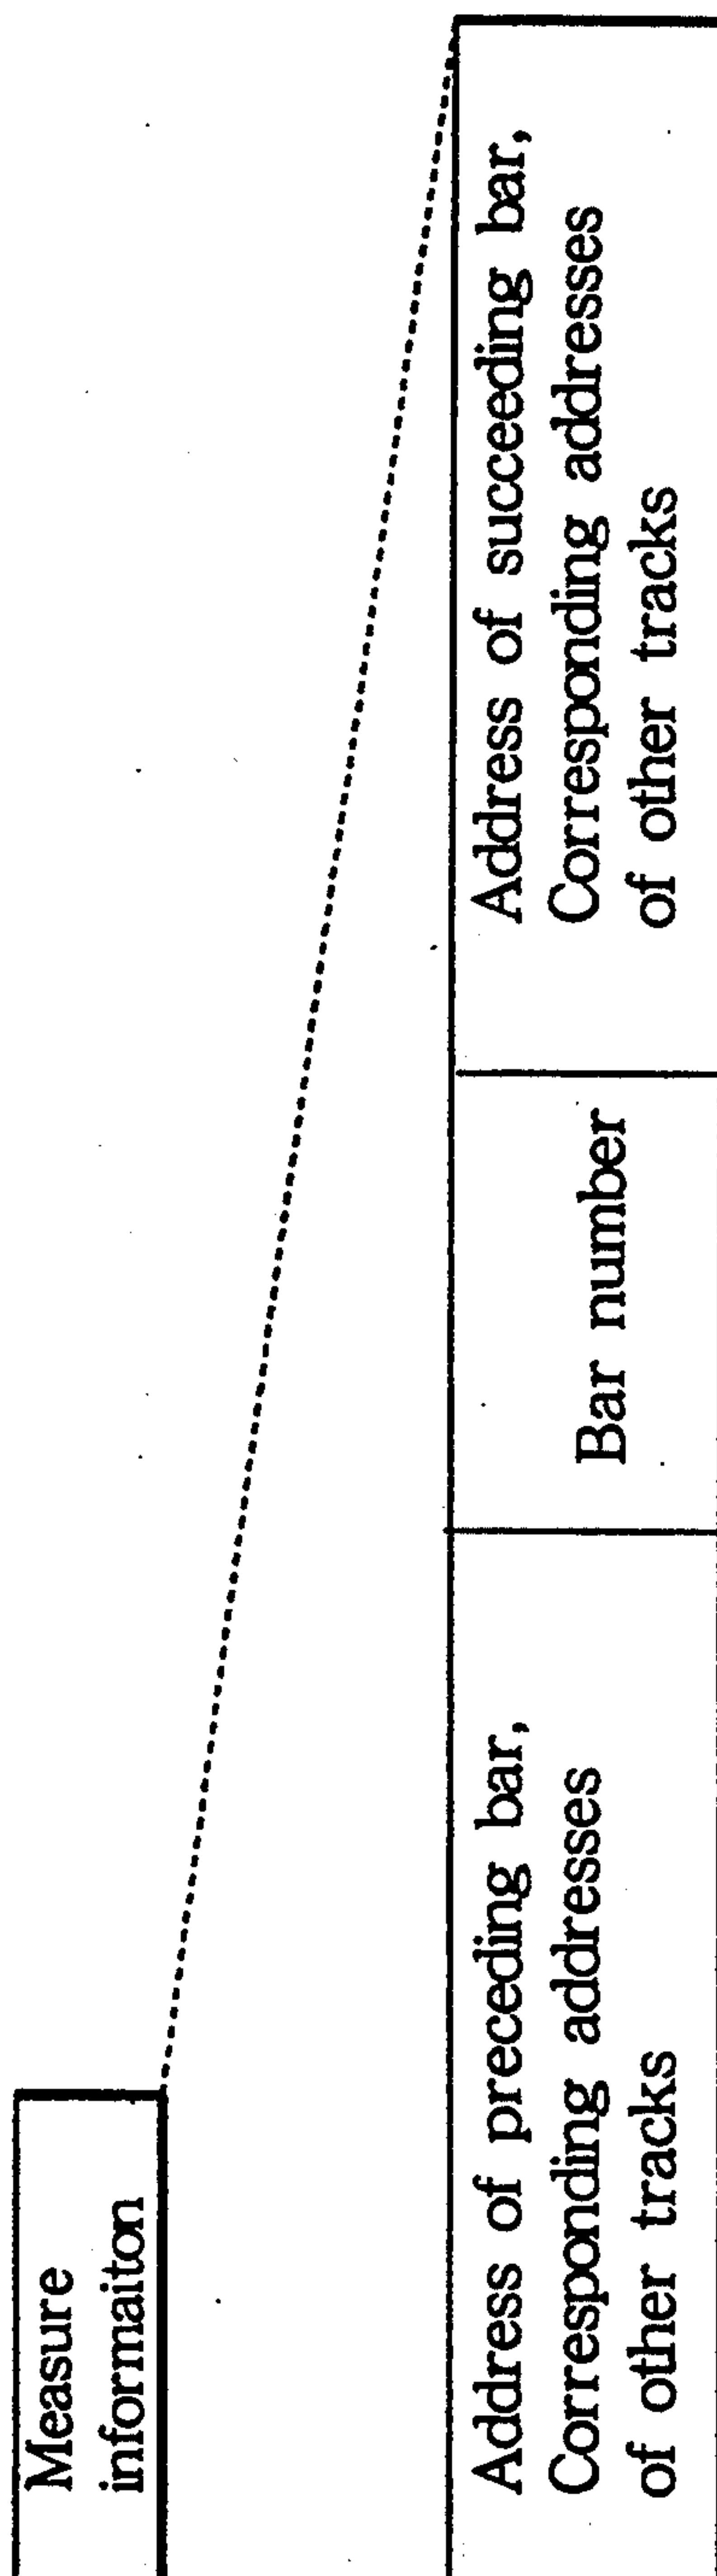 Measure
informaiton
Address of preceding bar,
Corresponding addresses
of other tracks
Bar number
Address of succeeding bar,
Corresponding addresses
of other tracks